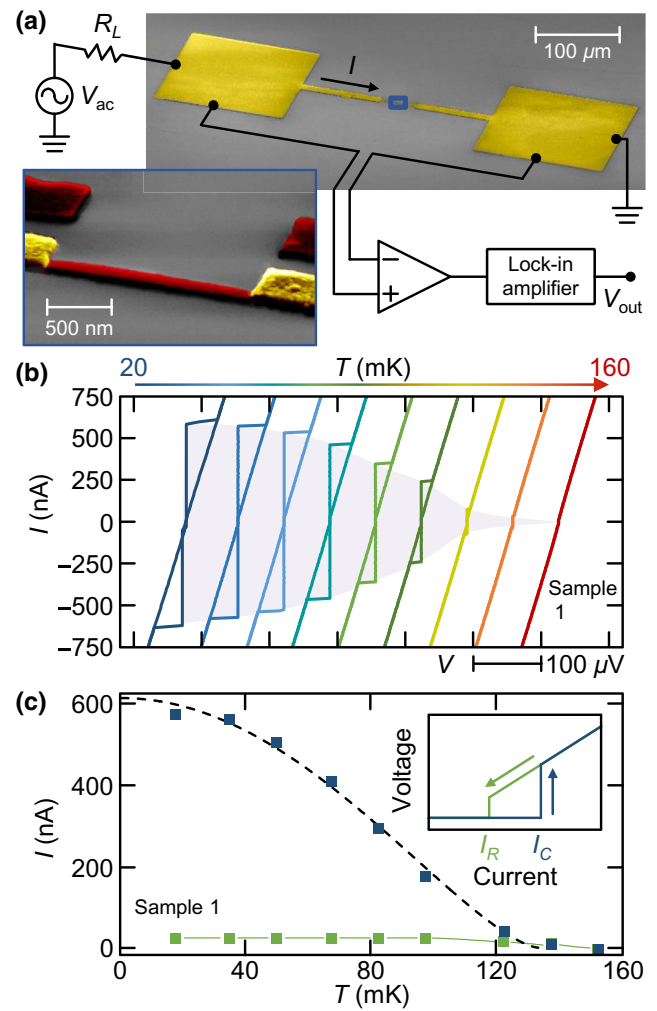 (a)
R_L
V_ac
I
100 μm
500 nm
−
+
Lock-in
amplifier
V_out
(b)
20
T (mK)
160
750
500
250
0
−250
−500
−750
I (nA)
Sample
1
V
100 μV
(c)
600
400
200
0
I (nA)
Voltage
I_R
I_C
Current
Sample 1
0
40
80
120
160
T (mK)